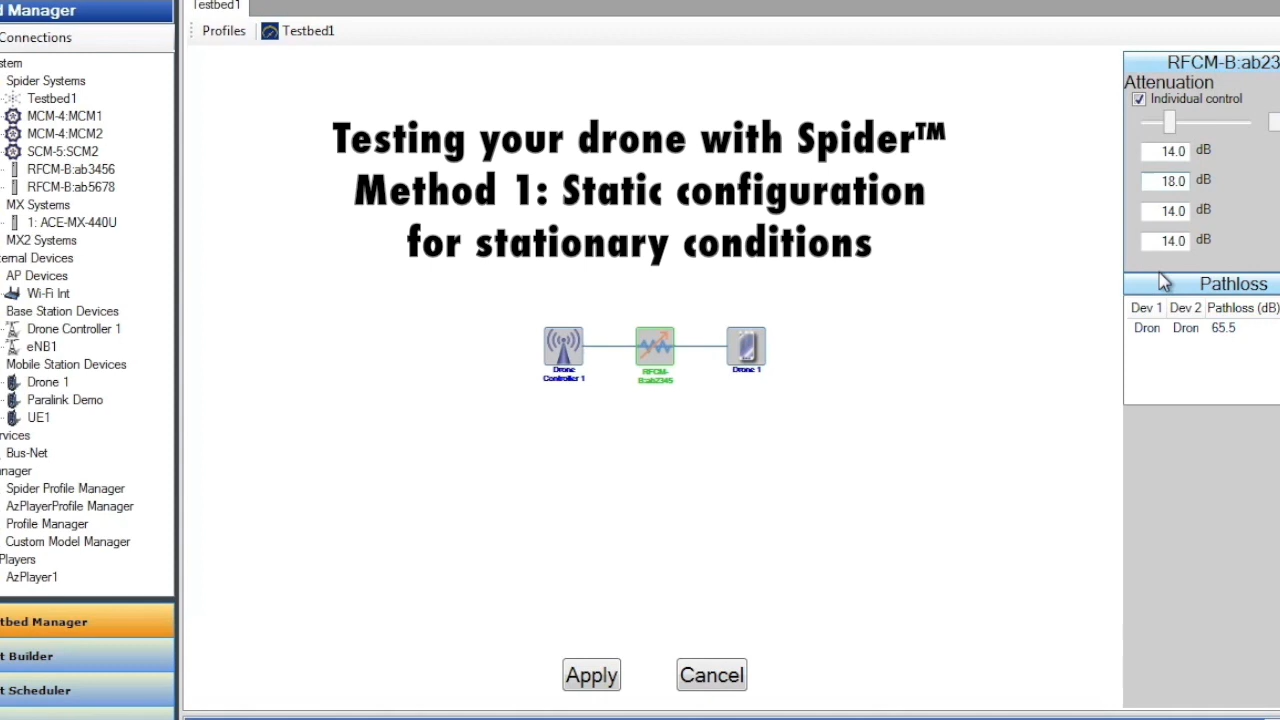 d Manager
Connections
stem
Spider Systems
Testbed1
MCM-4:MCM1
MCM-4:MCM2
SCM-5:SCM2
RFCM-B:ab3456
RFCM-B:ab5678
MX Systems
1: ACE-MX-440U
MX2 Systems
ernal Devices
AP Devices
Wi-Fi Int
Base Station Devices
Drone Controller 1
eNB1
Mobile Station Devices
Drone 1
Paralink Demo
UE1
rvices
Bus-Net
anager
Spider Profile Manager
AzPlayerProfile Manager
Profile Manager
Custom Model Manager
Players
AzPlayer1
tbed Manager
t Builder
t Scheduler
Testbed1
Profiles Testbed1
Testing your drone with Spider™
Method 1: Static configuration
for stationary conditions
Drone
Controller 1
RFCM-
B:ab2345
Drone 1
Apply Cancel
RFCM-B:ab23
Attenuation
Individual control
14.0 dB
18.0 dB
14.0 dB
14.0 dB
Pathloss
Dev 1 Dev 2 Pathloss (dB)
Dron Dron 65.5